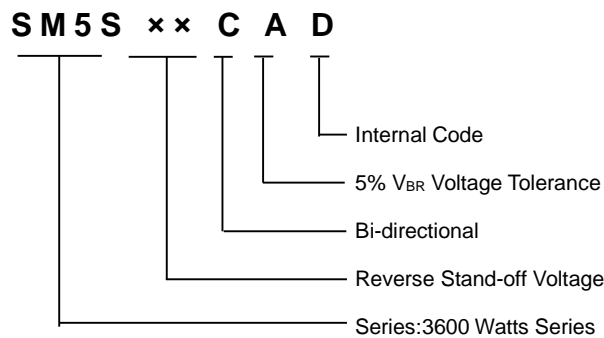 SM5S ×× C A D
Internal Code
5% VBR Voltage Tolerance
Bi-directional
Reverse Stand-off Voltage
Series:3600 Watts Series